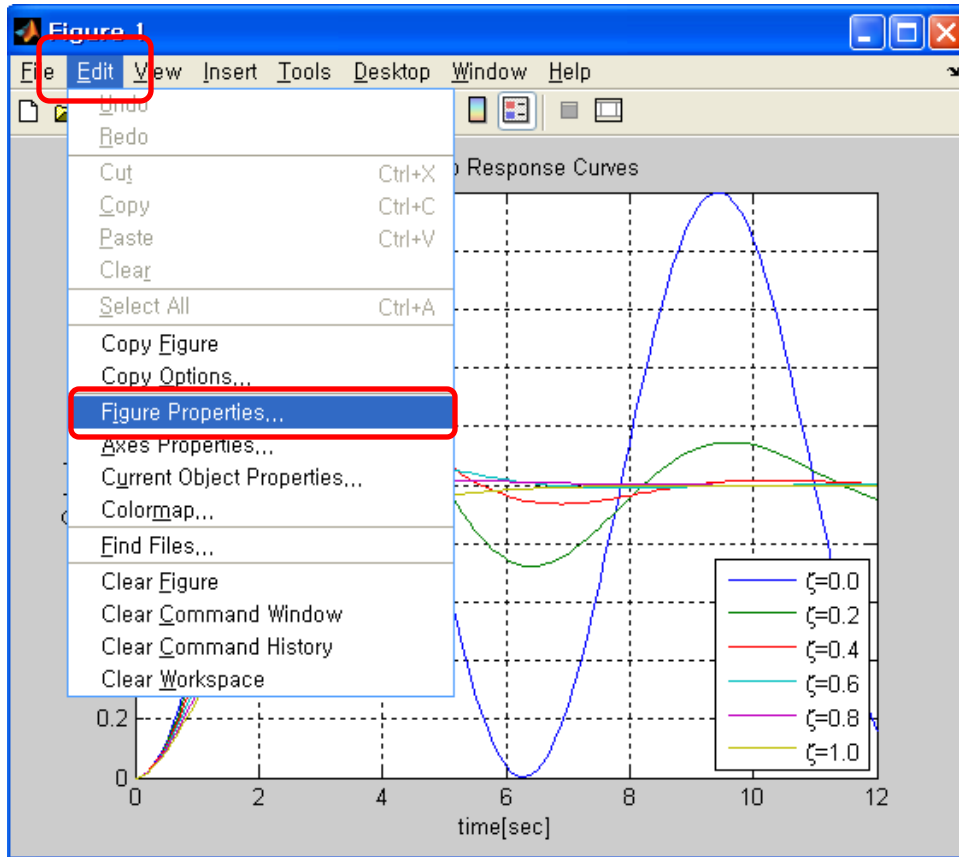 Figure 1
File Edit View Insert Tools Desktop Window Help
Undo
Redo
Cut Ctrl+X
Copy Ctrl+C
Paste Ctrl+V
Clear
Select All Ctrl+A
Copy Figure
Copy Options...
Figure Properties...
Axes Properties...
Current Object Properties...
Colormap...
Find Files...
Clear Figure
Clear Command Window
Clear Command History
Clear Workspace
Response Curves
ζ=0.0
ζ=0.2
ζ=0.4
ζ=0.6
ζ=0.8
ζ=1.0
0.2
0
0 2 4 6 8 10 12
time[sec]